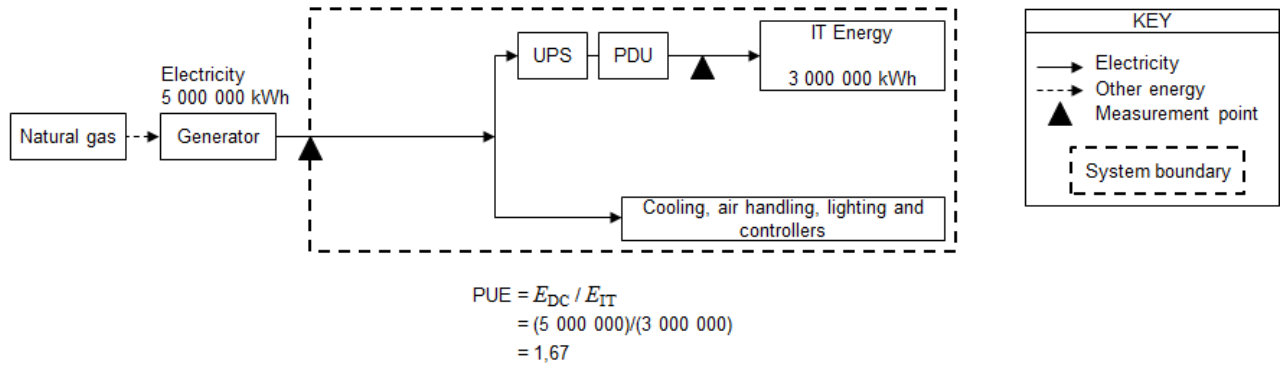 Electricity
5 000 000 kWh
Natural gas
Generator
UPS
PDU
IT Energy
3 000 000 kWh
Cooling, air handling, lighting and
controllers
KEY
Electricity
Other energy
Measurement point
System boundary
PUE = E_DC / E_IT
= (5 000 000)/(3 000 000)
= 1,67